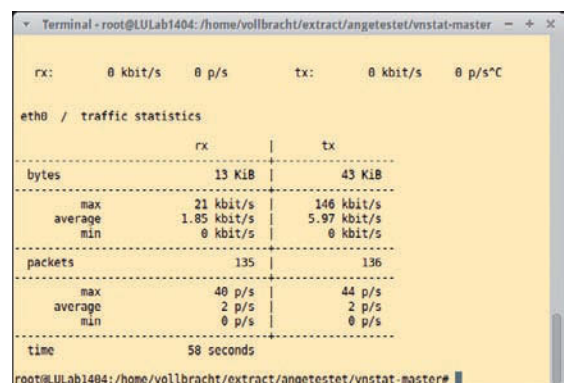 Terminal - root@LULab1404: /home/vollbracht/extract/angetestet/vnstat-master
rx: 0 kbit/s 0 p/s tx: 0 kbit/s 0 p/s^C
eth0 / traffic statistics
rx | tx
--------------------------------------+------------------
bytes 13 KiB | 43 KiB
--------------------------------------+------------------
max 21 kbit/s | 146 kbit/s
average 1.85 kbit/s | 5.97 kbit/s
min 0 kbit/s | 0 kbit/s
--------------------------------------+------------------
packets 135 | 136
--------------------------------------+------------------
max 40 p/s | 44 p/s
average 2 p/s | 2 p/s
min 0 p/s | 0 p/s
--------------------------------------+------------------
time 58 seconds
root@LULab1404:/home/vollbracht/extract/angetestet/vnstat-master#